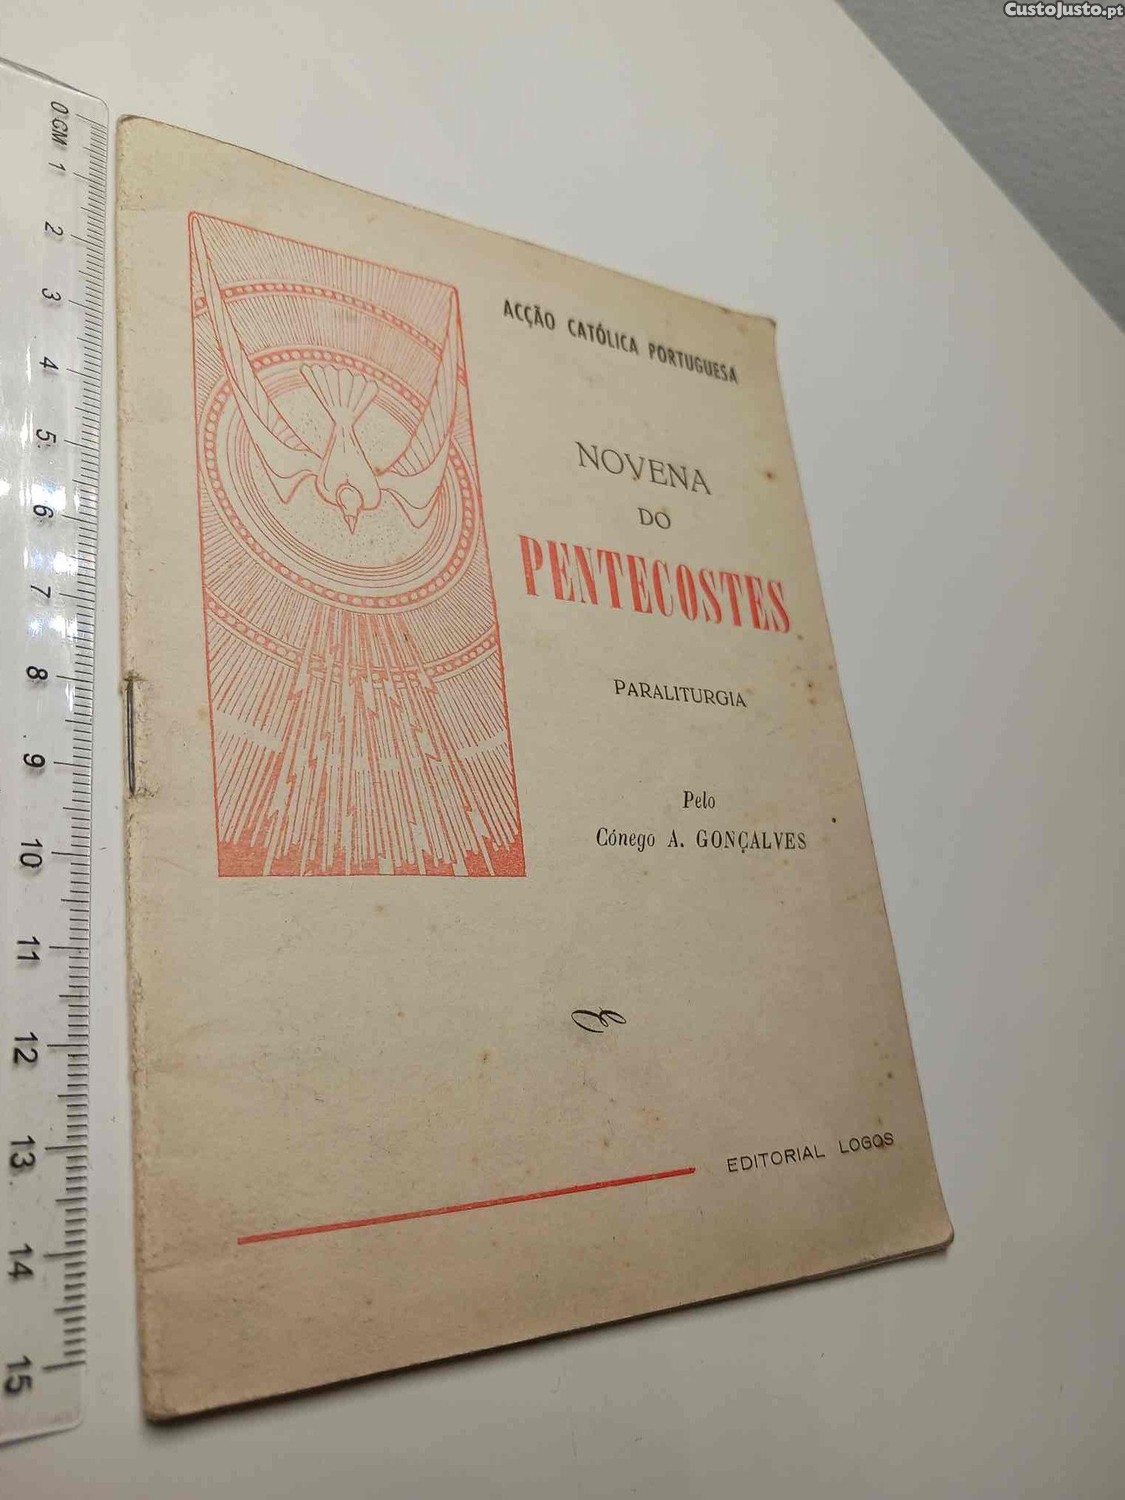 CustoJusto.pt
ACÇÃO CATÓLICA PORTUGUESA
NOVENA
DO
PENTECOSTES
PARALITURGIA
Pelo
Cónego A. GONÇALVES
EDITORIAL LOGOS
0 CM 1 2 3 4 5 6 7 8 9 10 11 12 13 14 15